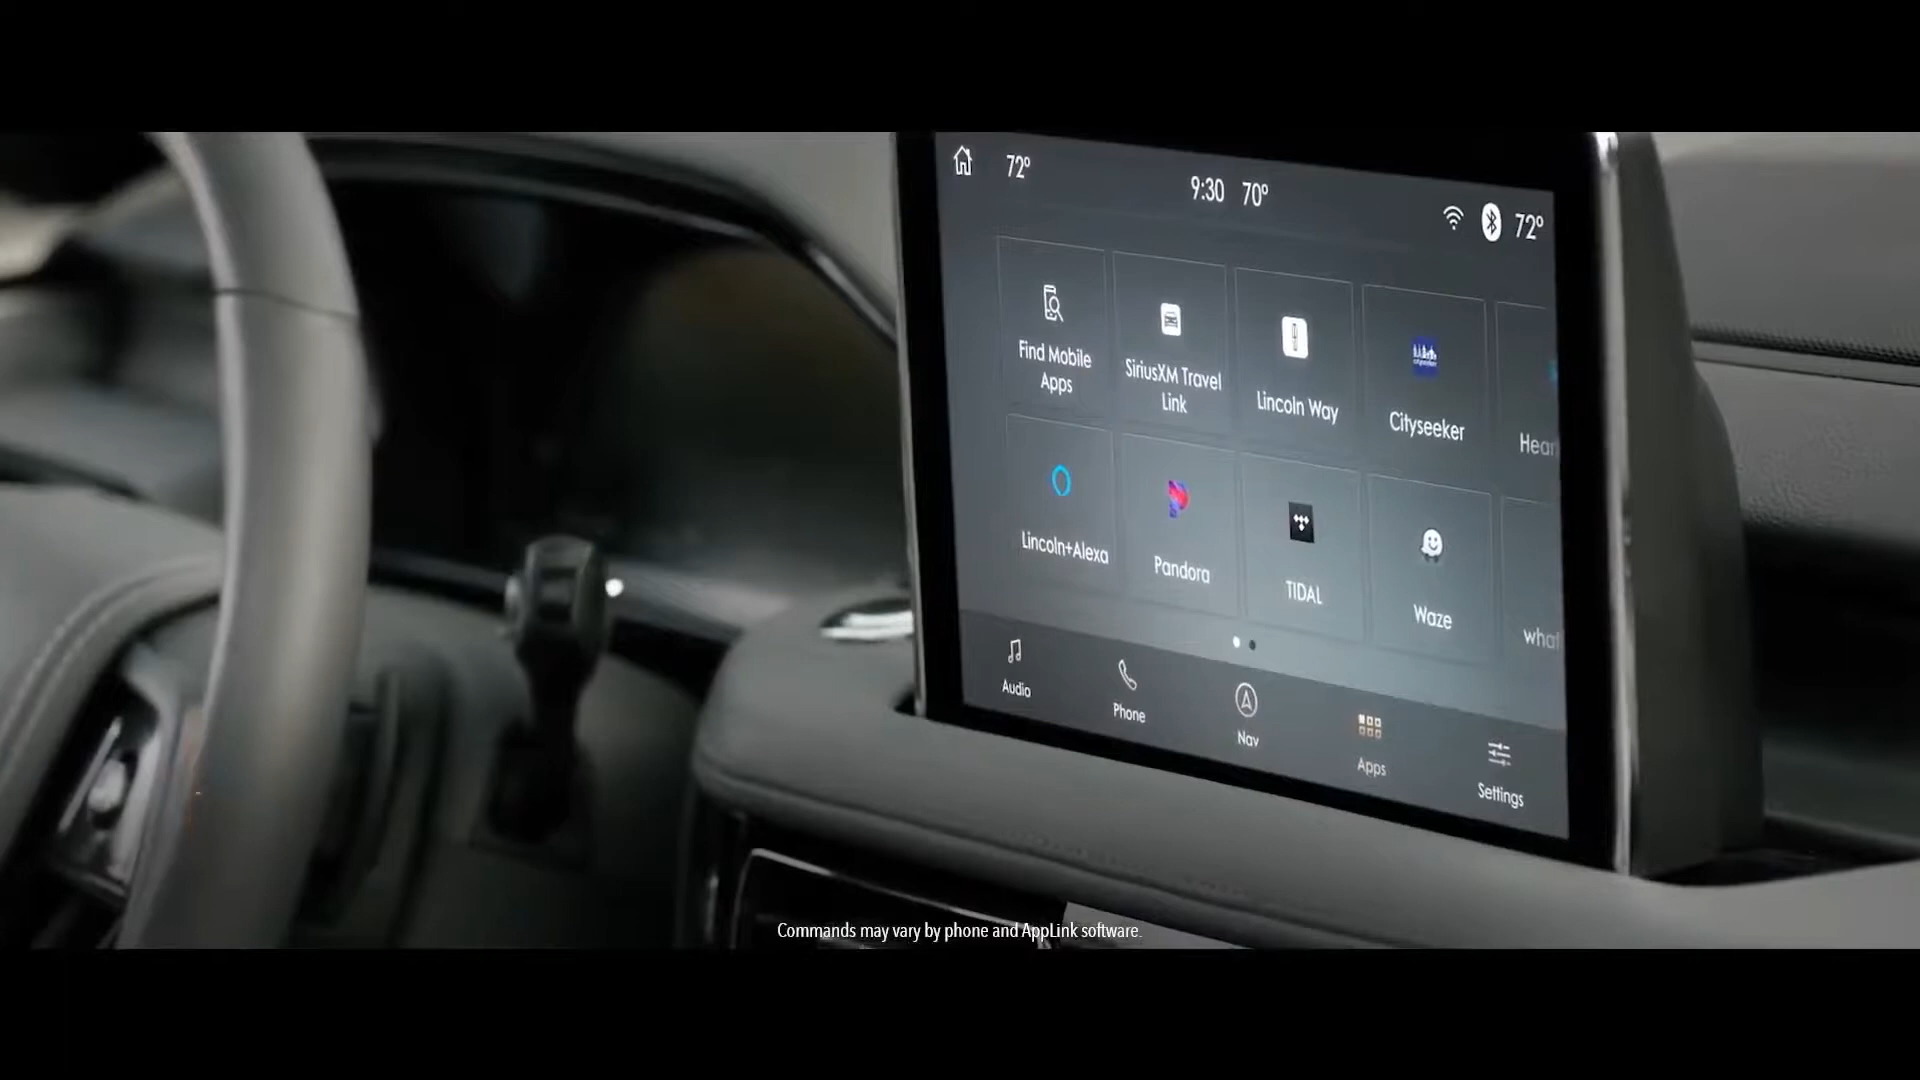 72°
9:30 70°
72°
Find Mobile
Apps
SiriusXM Travel
Link
Lincoln Way
Cityseeker
Lincoln+Alexa
Pandora
TIDAL
Waze
Audio
Phone
Nav
Apps
Settings
Commands may vary by phone and AppLink software.